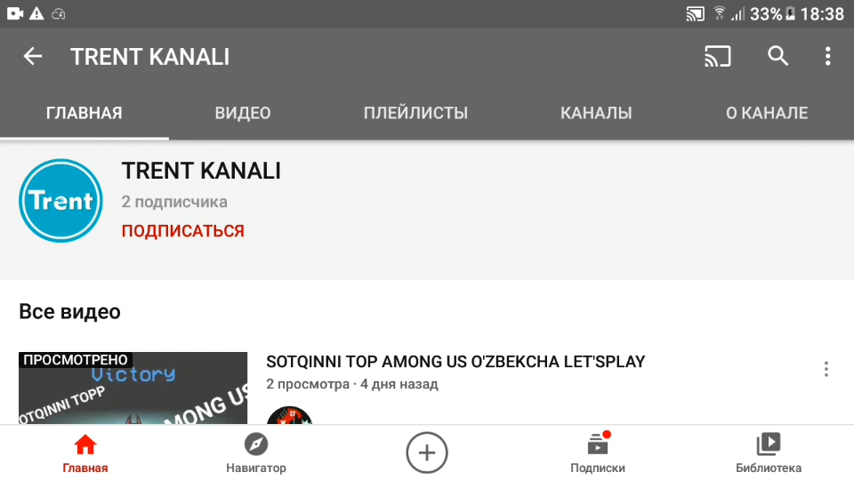 33% 18:38
TRENT KANALI
ГЛАВНАЯ ВИДЕО ПЛЕЙЛИСТЫ КАНАЛЫ О КАНАЛЕ
Trent
TRENT KANALI
2 подписчика
ПОДПИСАТЬСЯ
Все видео
ПРОСМОТРЕНО
Victory
SOTQINNI TOPP
AMONG US
SOTQINNI TOP AMONG US O'ZBEKCHA LET'SPLAY
2 просмотра · 4 дня назад
Главная Навигатор Подписки Библиотека